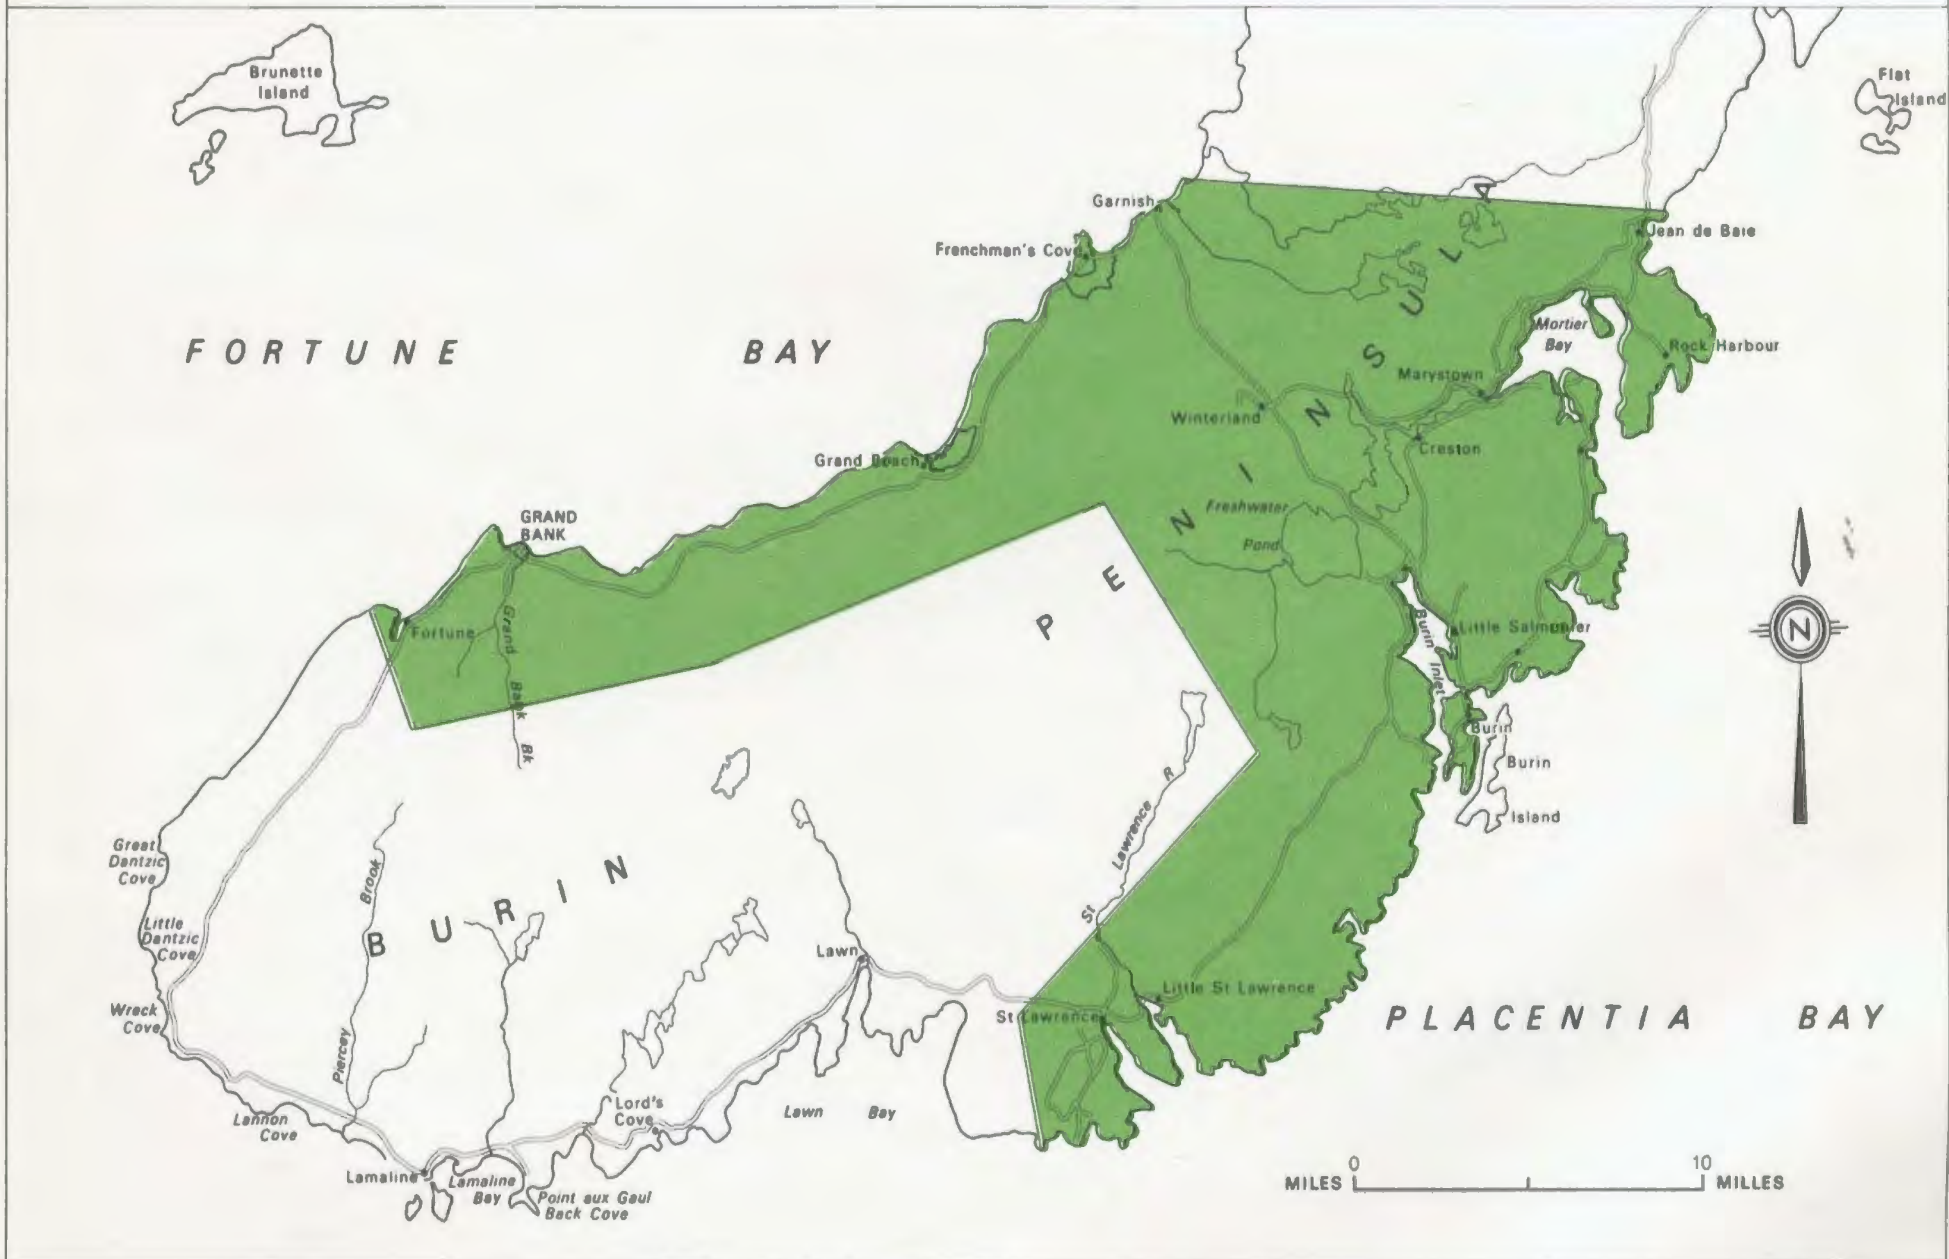 Brunette
Island
Flat
Island
Garnish
Frenchman's Cove
Jean de Baie
FORTUNE BAY
Mortier
Bay
Rock Harbour
Marystown
Winterland
Creston
Grand Beach
Freshwater
Pond
GRAND
BANK
Fortune
Grand Bank Bk
Burin Inlet
Little Salmonier
Burin
Burin
Island
BURIN PENINSULA
N
St Lawrence R
Great
Dantzic
Cove
Little
Dantzic
Cove
Wreck
Cove
Piercey Brook
Lawn
Little St Lawrence
St Lawrence
PLACENTIA BAY
Lannon
Cove
Lord's
Cove
Lawn Bay
Lamaline
Lamaline
Bay
Point aux Gaul
Back Cove
0 10
MILES MILLES